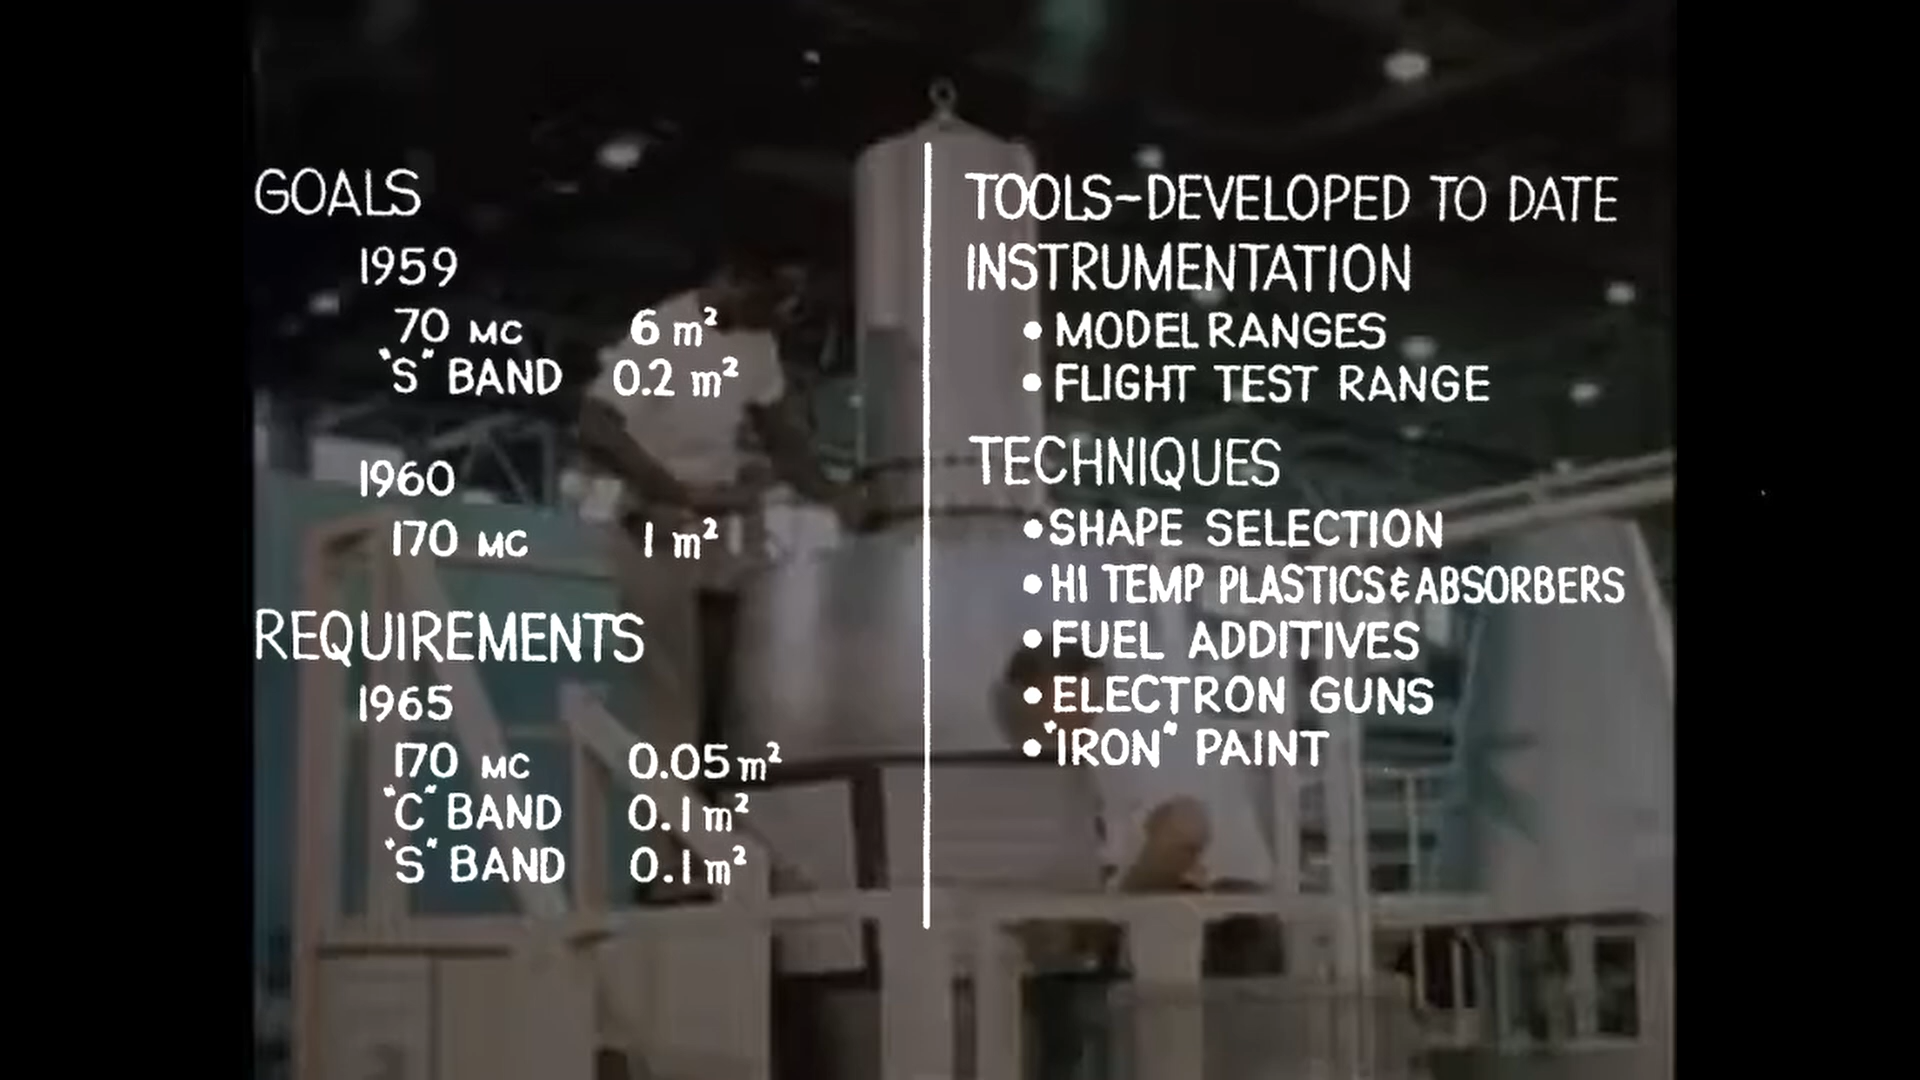 GOALS
1959
70 MC 6 m²
"S" BAND 0.2 m²
1960
170 MC 1 m²
REQUIREMENTS
1965
170 MC 0.05 m²
"C" BAND 0.1 m²
"S" BAND 0.1 m²
TOOLS-DEVELOPED TO DATE
INSTRUMENTATION
• MODEL RANGES
• FLIGHT TEST RANGE
TECHNIQUES
• SHAPE SELECTION
• HI TEMP PLASTICS & ABSORBERS
• FUEL ADDITIVES
• ELECTRON GUNS
• "IRON" PAINT